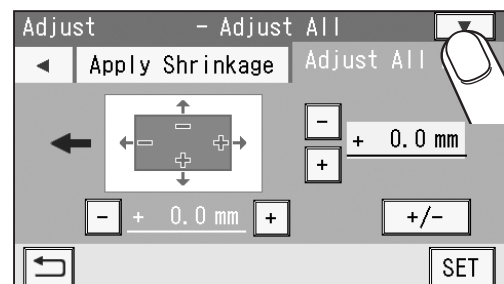 Adjust - Adjust All
Apply Shrinkage Adjust All
- + 0.0 mm
+
- + 0.0 mm + +/-
SET